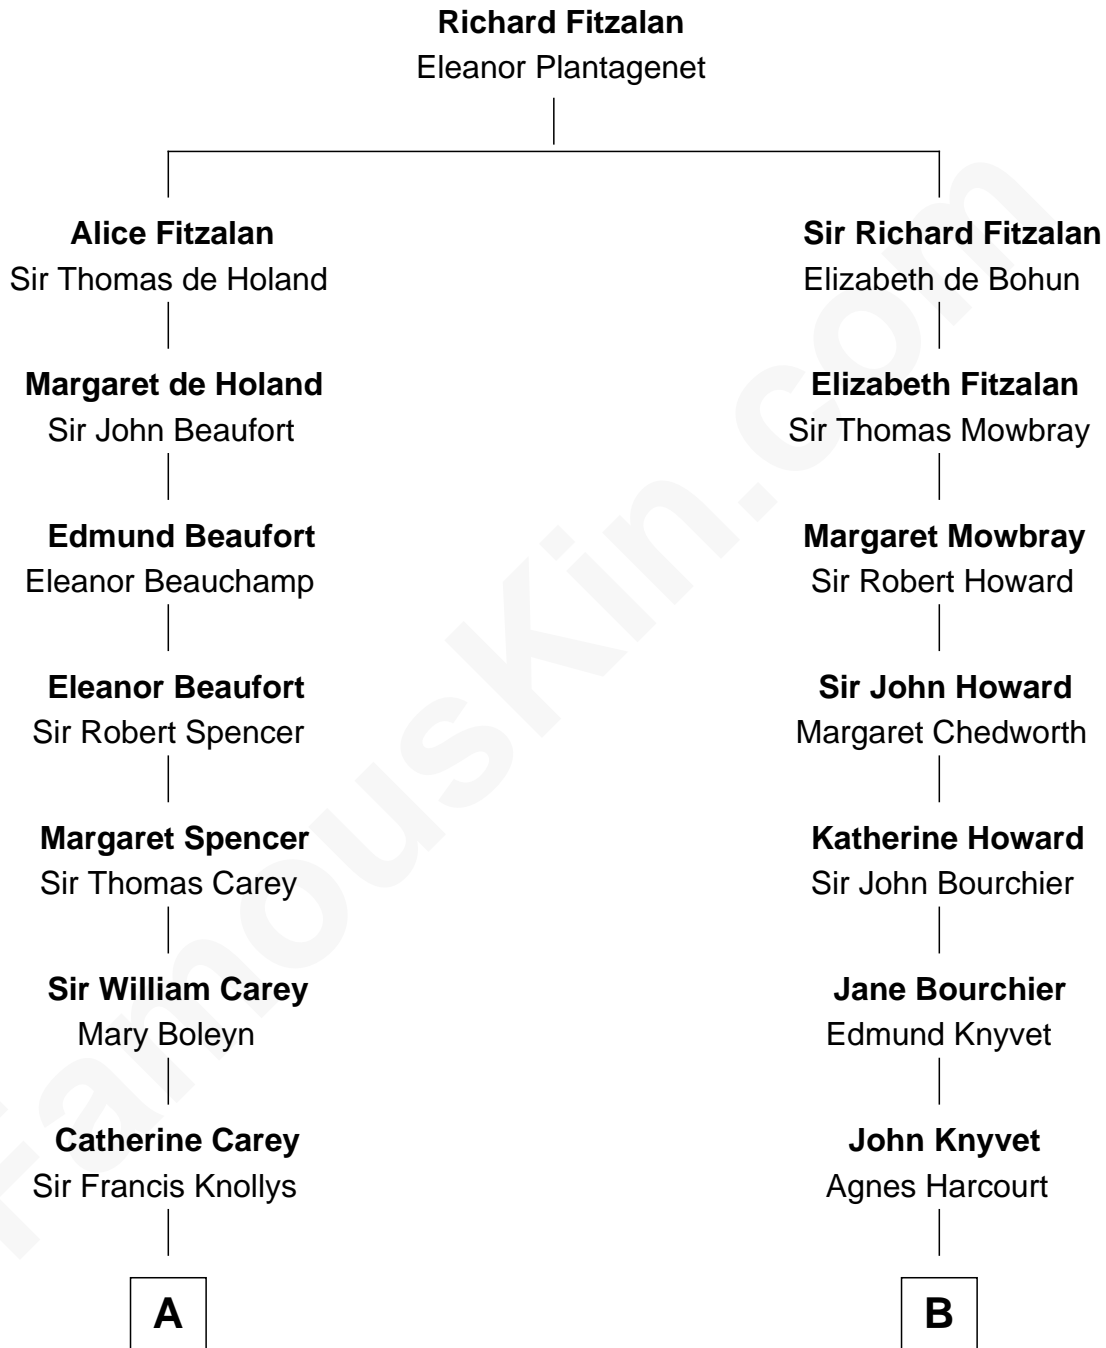 Richard Fitzalan
Eleanor Plantagenet
Alice Fitzalan
Sir Thomas de Holand
Margaret de Holand
Sir John Beaufort
Edmund Beaufort
Eleanor Beauchamp
Eleanor Beaufort
Sir Robert Spencer
Margaret Spencer
Sir Thomas Carey
Sir William Carey
Mary Boleyn
Catherine Carey
Sir Francis Knollys
A
Sir Richard Fitzalan
Elizabeth de Bohun
Elizabeth Fitzalan
Sir Thomas Mowbray
Margaret Mowbray
Sir Robert Howard
Sir John Howard
Margaret Chedworth
Katherine Howard
Sir John Bourchier
Jane Bourchier
Edmund Knyvet
John Knyvet
Agnes Harcourt
B
FamousKin.com